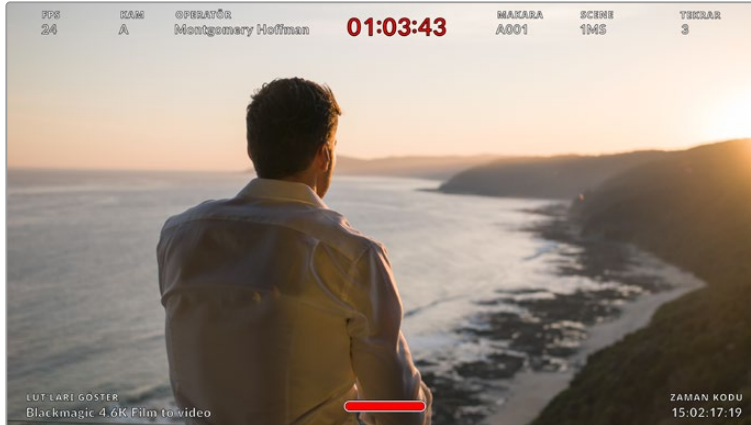 FPS KAM OPERATÖR MAKARA SCENE TEKRAR
24 A Montgomery Hoffman 01:03:43 A001 1MS 3
LUT LARI GÖSTER ZAMAN KODU
Blackmagic 4.6K Film to video 15:02:17:19